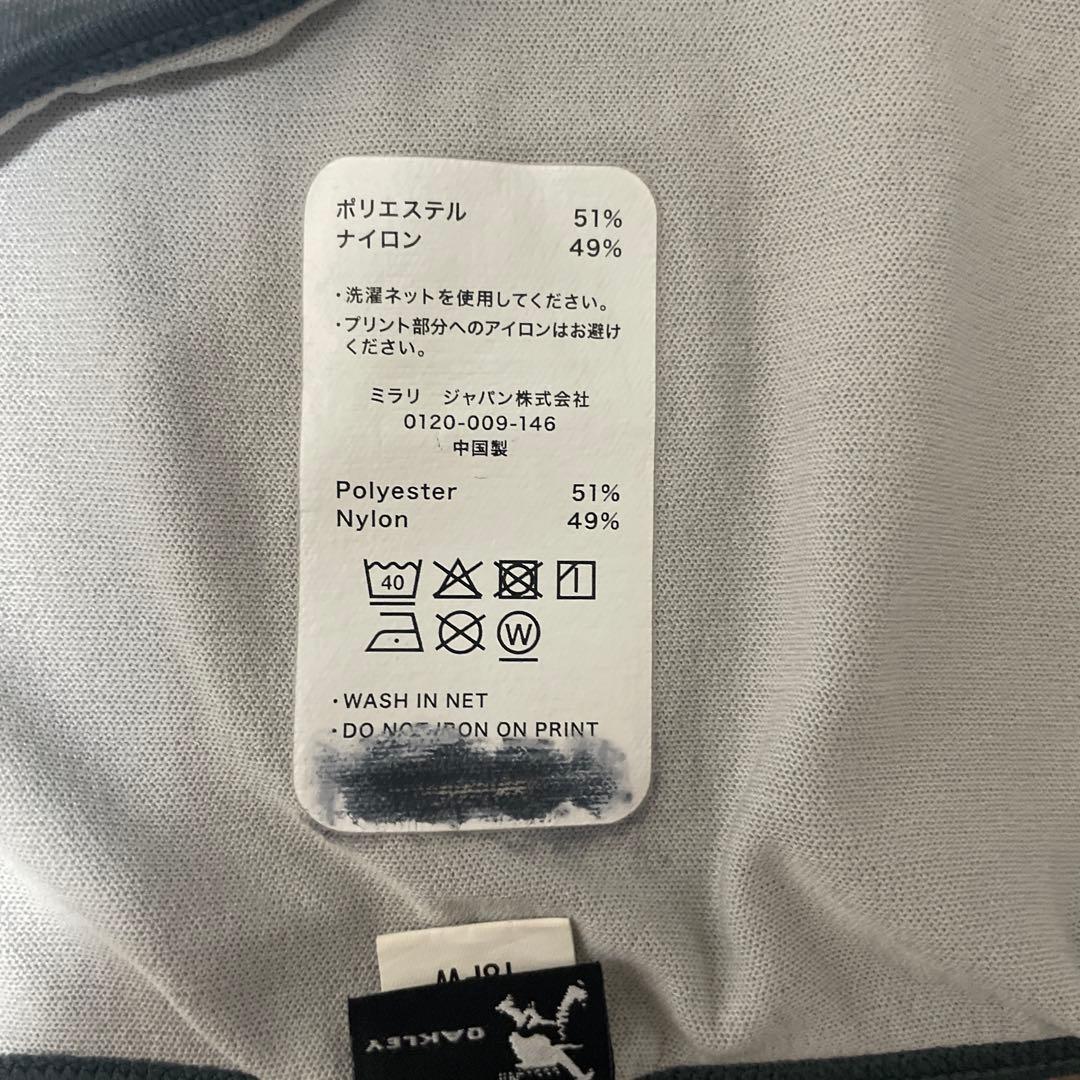 ポリエステル 51%
ナイロン 49%
・洗濯ネットを使用してください。
・プリント部分へのアイロンはお避け
ください。
ミラリ ジャパン株式会社
0120-009-146
中国製
Polyester 51%
Nylon 49%
40
W
・WASH IN NET
・DO NOT IRON ON PRINT
OAKLEY